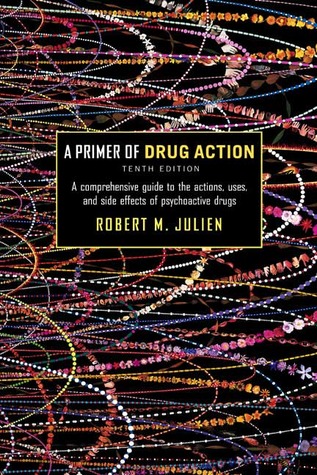 A PRIMER OF DRUG ACTION
TENTH EDITION
A comprehensive guide to the actions, uses,
and side effects of psychoactive drugs
ROBERT M. JULIEN